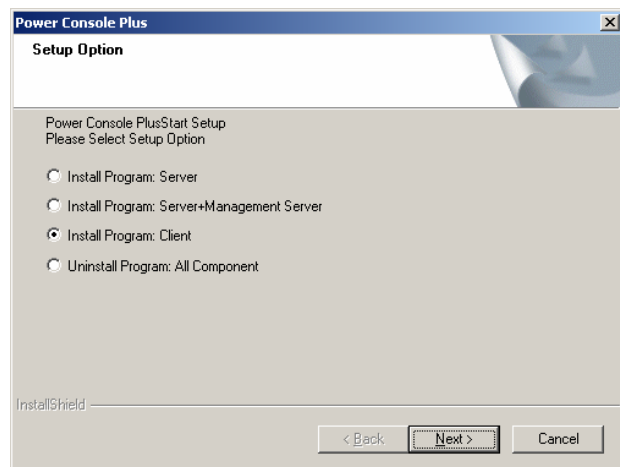 Power Console Plus
Setup Option
Power Console PlusStart Setup
Please Select Setup Option
Install Program: Server
Install Program: Server+Management Server
Install Program: Client
Uninstall Program: All Component
InstallShield
< Back
Next >
Cancel